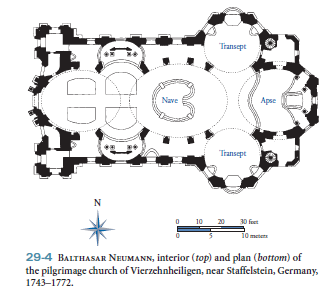 Transept
Nave
Apse
Transept
N
0 10 20 30 feet
0 5 10 meters
29-4 BALTHASAR NEUMANN, interior (top) and plan (bottom) of
the pilgrimage church of Vierzehnheiligen, near Staffelstein, Germany,
1743–1772.